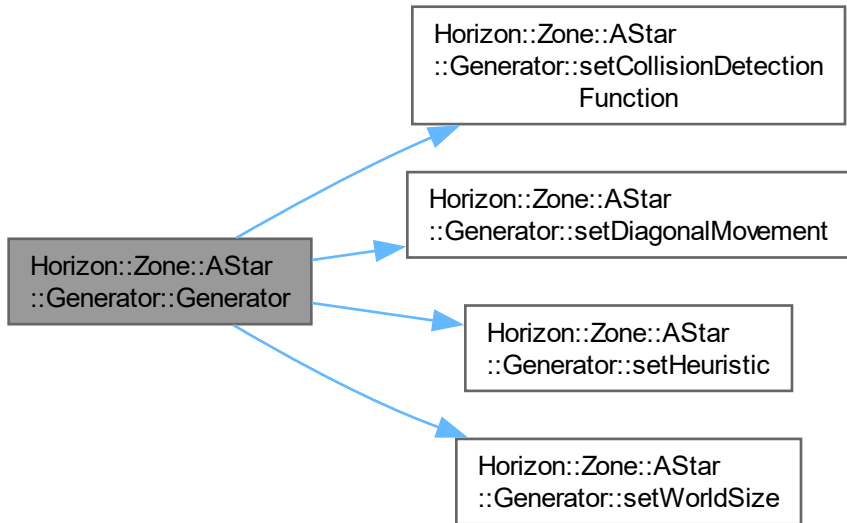 Horizon::Zone::AStar
::Generator::setCollisionDetection
Function
Horizon::Zone::AStar
::Generator::setDiagonalMovement
Horizon::Zone::AStar
::Generator::Generator
Horizon::Zone::AStar
::Generator::setHeuristic
Horizon::Zone::AStar
::Generator::setWorldSize